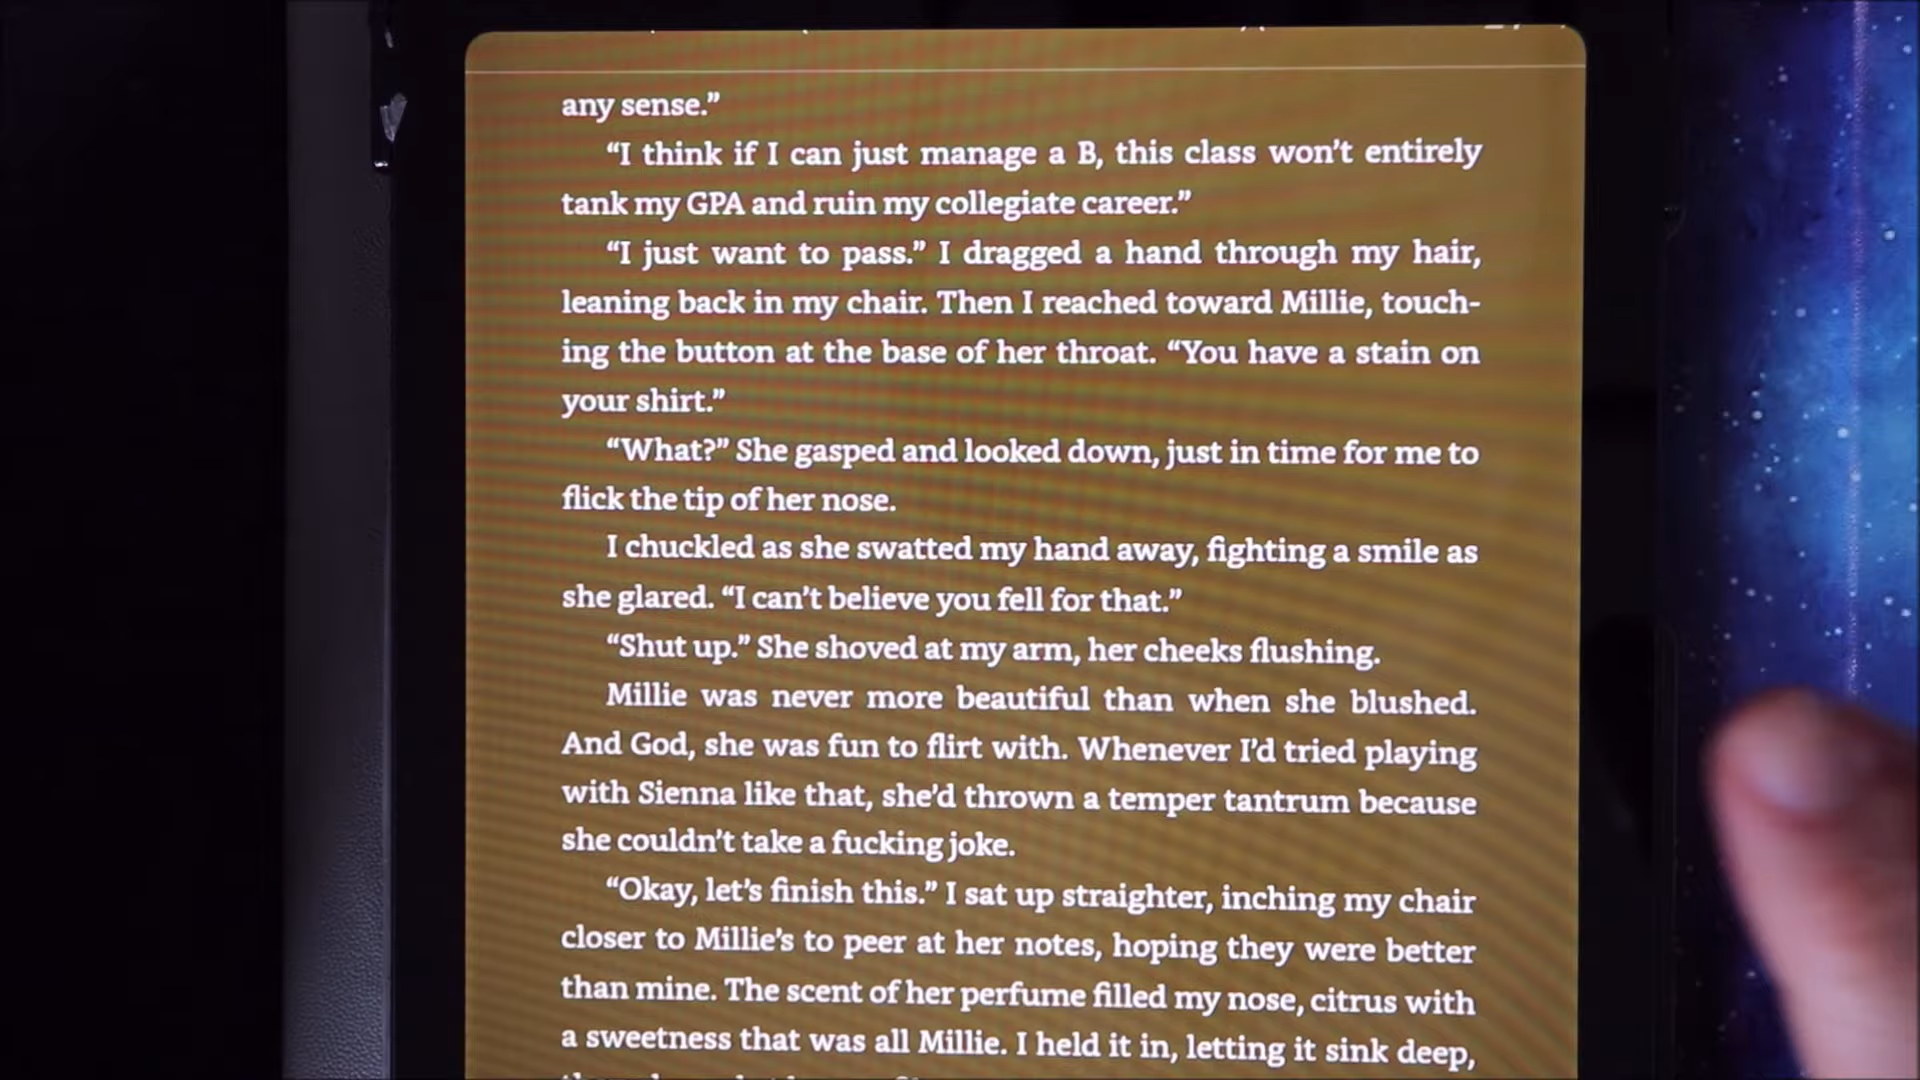 any sense.”
“I think if I can just manage a B, this class won’t entirely
tank my GPA and ruin my collegiate career.”
“I just want to pass.” I dragged a hand through my hair,
leaning back in my chair. Then I reached toward Millie, touch-
ing the button at the base of her throat. “You have a stain on
your shirt.”
“What?” She gasped and looked down, just in time for me to
flick the tip of her nose.
I chuckled as she swatted my hand away, fighting a smile as
she glared. “I can’t believe you fell for that.”
“Shut up.” She shoved at my arm, her cheeks flushing.
Millie was never more beautiful than when she blushed.
And God, she was fun to flirt with. Whenever I’d tried playing
with Sienna like that, she’d thrown a temper tantrum because
she couldn’t take a fucking joke.
“Okay, let’s finish this.” I sat up straighter, inching my chair
closer to Millie’s to peer at her notes, hoping they were better
than mine. The scent of her perfume filled my nose, citrus with
a sweetness that was all Millie. I held it in, letting it sink deep,